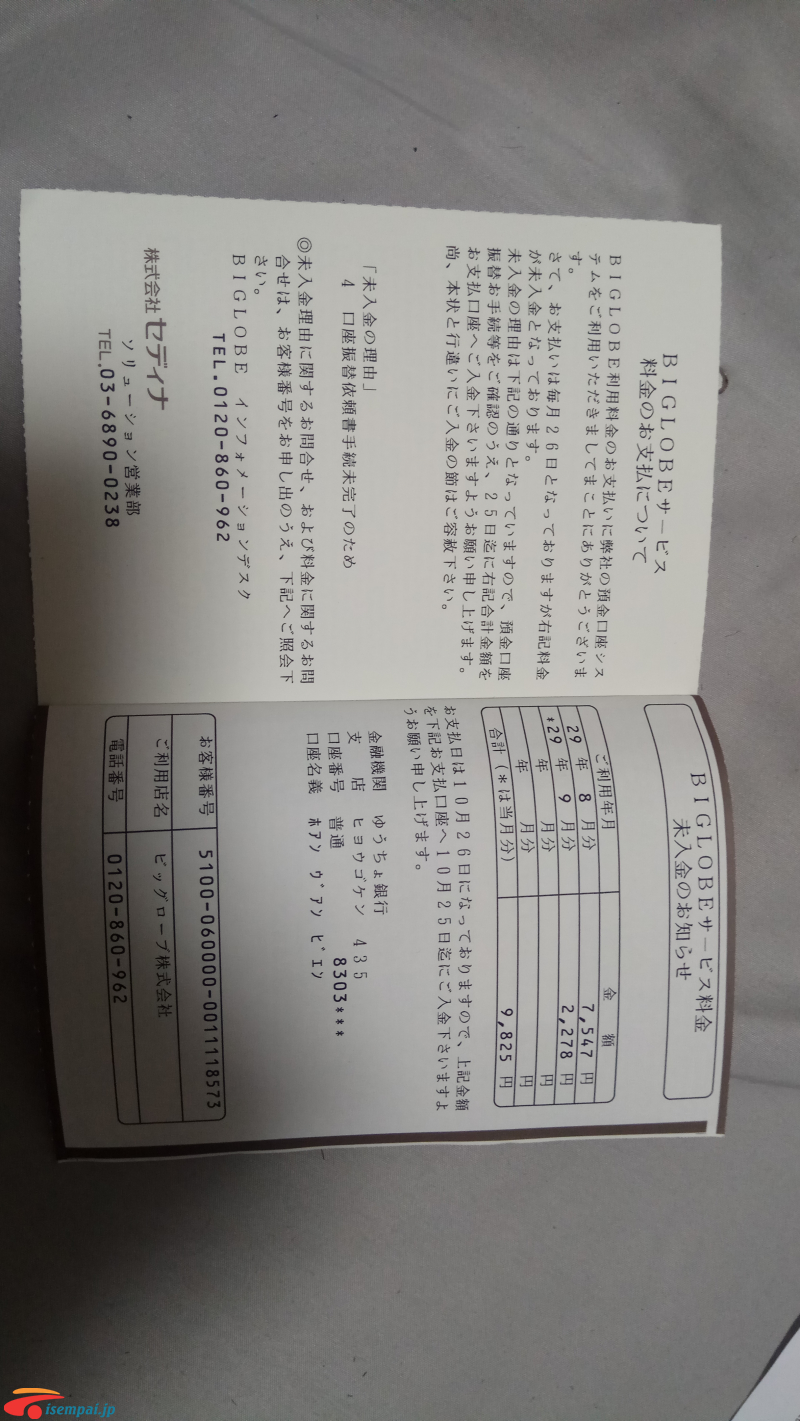 BIGLOBEサービス
料金のお支払について
BIGLOBE利用料金のお支払いに弊社の預金口座シス
テムをご利用いただきましてまことにありがとうございま
す。
さて、お支払いは毎月26日となっておりますが右記料金
が未入金となっております。
未入金の理由は下記の通りとなっていますので、預金口座
振替お手続等をご確認のうえ、25日迄に右記合計金額を
お支払口座へご入金下さいますようお願い申し上げます。
尚、本状と行違いにご入金の節はご容赦下さい。
「未入金の理由」
4 口座振替依頼書手続未完了のため
◎未入金理由に関するお問合せ、および料金に関するお問
合せは、お客様番号をお申し出のうえ、下記へご照会下
さい。
BIGLOBE インフォメーションデスク
TEL.0120-860-962
株式会社セディナ
ソリューション営業部
TEL.03-6890-0238
BIGLOBEサービス料金
未入金のお知らせ
ご利用年月 金額
29年 8月分 7,547円
*29年 9月分 2,278円
年 月分 円
年 月分 円
合計(*は当月分) 9,825円
お支払日は10月26日になっておりますので、上記金額
を下記お支払口座へ10月25日迄にご入金下さいますよ
うお願い申し上げます。
金融機関 ゆうちょ銀行
支店 ヒヨウゴケン 435
口座番号 普通 8303***
口座名義 ホアン ヴアン ビエン
お客様番号 5100-060000-0011118573
ご利用店名 ビッグローブ株式会社
電話番号 0120-860-962
isempai.jp